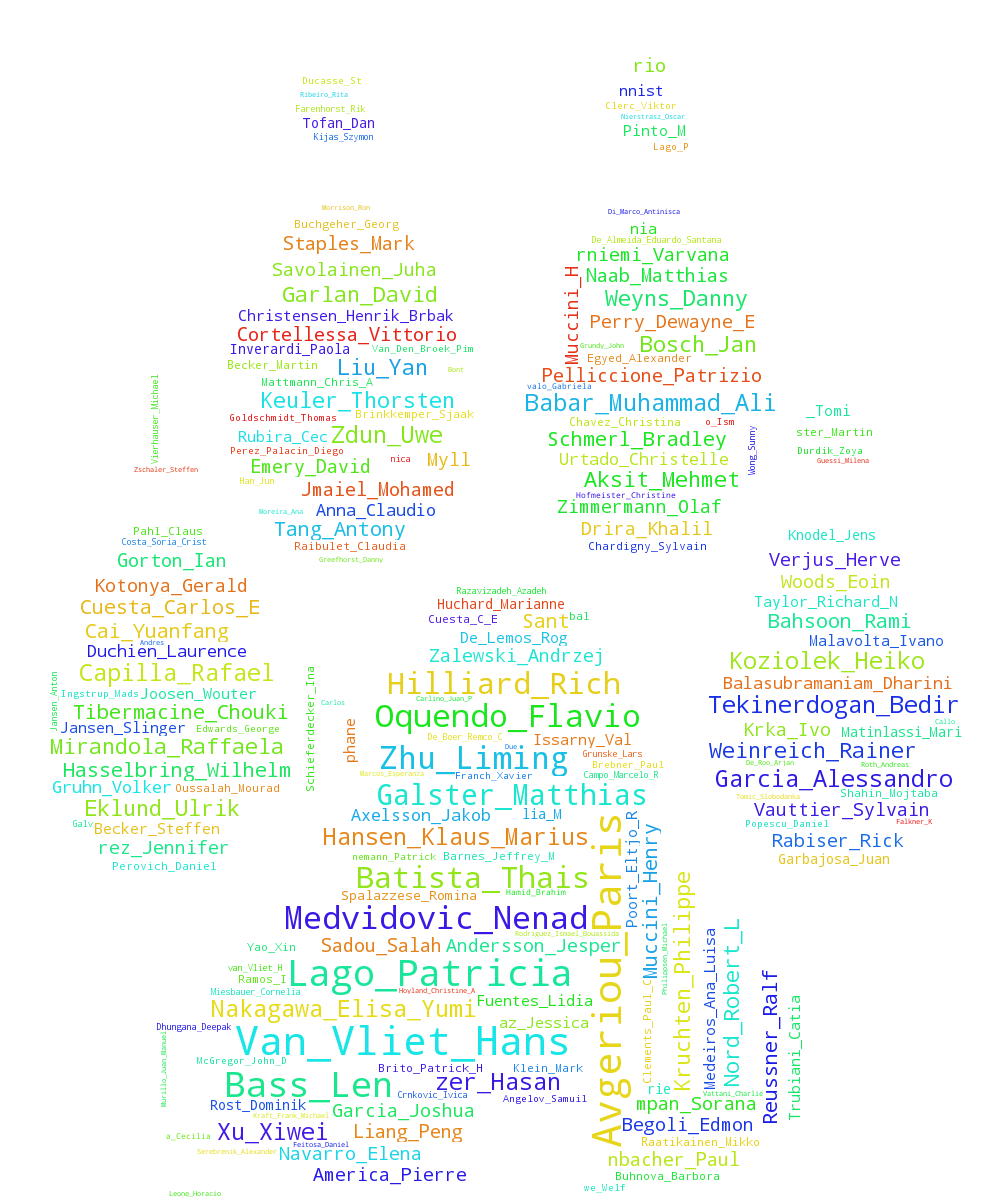 Ducasse_St
Ribeiro_Rita
Farenhorst_Rik
Tofan_Dan
Kijas_Szymon
rio
nnist
Clerc_Viktor
Nierstrasz_Oscar
Pinto_M
Lago_P
Morrison_Ron
Buchgeher_Georg
Staples_Mark
Savolainen_Juha
Garlan_David
Christensen_Henrik_Brbak
Cortellessa_Vittorio
Inverardi_Paola
Van_Den_Broek_Pim
Becker_Martin
Liu_Yan
Bont
Mattmann_Chris_A
Keuler_Thorsten
Goldschmidt_Thomas
Brinkkemper_Sjaak
Rubira_Cec
Zdun_Uwe
Perez_Palacin_Diego
Emery_David
nica
Myll
Han_Jun
Jmaiel_Mohamed
Moreira_Ana
Anna_Claudio
Tang_Antony
Raibulet_Claudia
Greefhorst_Danny
Vierhauser_Michael
Zschaler_Steffen
Di_Marco_Antinisca
nia
De_Almeida_Eduardo_Santana
rniemi_Varvana
Muccini_H
Naab_Matthias
Weyns_Danny
Perry_Dewayne_E
Grundy_John
Bosch_Jan
Egyed_Alexander
Pelliccione_Patrizio
valo_Gabriela
Babar_Muhammad_Ali
Chavez_Christina
o_Ism
Schmerl_Bradley
Wong_Sunny
Urtado_Christelle
Aksit_Mehmet
Hofmeister_Christine
Zimmermann_Olaf
Drira_Khalil
Chardigny_Sylvain
_Tomi
ster_Martin
Durdik_Zoya
Guessi_Milena
Pahl_Claus
Costa_Soria_Crist
Gorton_Ian
Kotonya_Gerald
Cuesta_Carlos_E
Cai_Yuanfang
Andres
Duchien_Laurence
Capilla_Rafael
Jansen_Anton
Ingstrup_Mads
Joosen_Wouter
Tibermacine_Chouki
Jansen_Slinger
Edwards_George
Mirandola_Raffaela
Hasselbring_Wilhelm
Gruhn_Volker
Oussalah_Mourad
Eklund_Ulrik
Galv
Becker_Steffen
rez_Jennifer
Perovich_Daniel
Razavizadeh_Azadeh
Huchard_Marianne
Cuesta_C_E
Sant
bal
De_Lemos_Rog
Zalewski_Andrzej
Schieferdecker_Ina
Hilliard_Rich
Carlino_Juan_P
Carlos
Oquendo_Flavio
phane
De_Boer_Remco_C
Issarny_Val
Due
Zhu_Liming
Grunske_Lars
Brebner_Paul
Marcos_Esperanza
Franch_Xavier
Campo_Marcelo_R
Galster_Matthias
Axelsson_Jakob
lia_M
Hansen_Klaus_Marius
nemann_Patrick
Barnes_Jeffrey_M
Batista_Thais
Spalazzese_Romina
Hamid_Brahim
Medvidovic_Nenad
Rodriguez_Ismael_Bouassida
Yao_Xin
Sadou_Salah
Andersson_Jesper
van_Vliet_H
Lago_Patricia
Ramos_I
Miesbauer_Cornelia
Hoyland_Christine_A
Nakagawa_Elisa_Yumi
Fuentes_Lidia
az_Jessica
Dhungana_Deepak
Van_Vliet_Hans
Murillo_Juan_Manuel
McGregor_John_D
Brito_Patrick_H
Klein_Mark
Bass_Len
zer_Hasan
Crnkovic_Ivica
Angelov_Samuil
Rost_Dominik
Garcia_Joshua
Kraft_Frank_Michael
a_Cecilia
Xu_Xiwei
Liang_Peng
Feitosa_Daniel
Serebrenik_Alexander
Navarro_Elena
America_Pierre
Leone_Horacio
Avgeriou_Paris
Poort_Eltjo_R
Muccini_Henry
Philiposen_Michael
Clements_Paul_C
Kruchten_Philippe
Medeiros_Ana_Luisa
Nord_Robert_L
Reussner_Ralf
Trubiani_Catia
rie
Vattani_Charlie
mpan_Sorana
Begoli_Edmon
Raatikainen_Mikko
nbacher_Paul
Buhnova_Barbora
we_Welf
Knodel_Jens
Verjus_Herve
Woods_Eoin
Taylor_Richard_N
Bahsoon_Rami
Malavolta_Ivano
Koziolek_Heiko
Balasubramaniam_Dharini
Tekinerdogan_Bedir
Callo
Krka_Ivo
Matinlassi_Mari
Weinreich_Rainer
De_Roo_Arjan
Roth_Andreas
Garcia_Alessandro
Tomic_Slobodanka
Shahin_Mojtaba
Vauttier_Sylvain
Popescu_Daniel
Falkner_K
Rabiser_Rick
Garbajosa_Juan